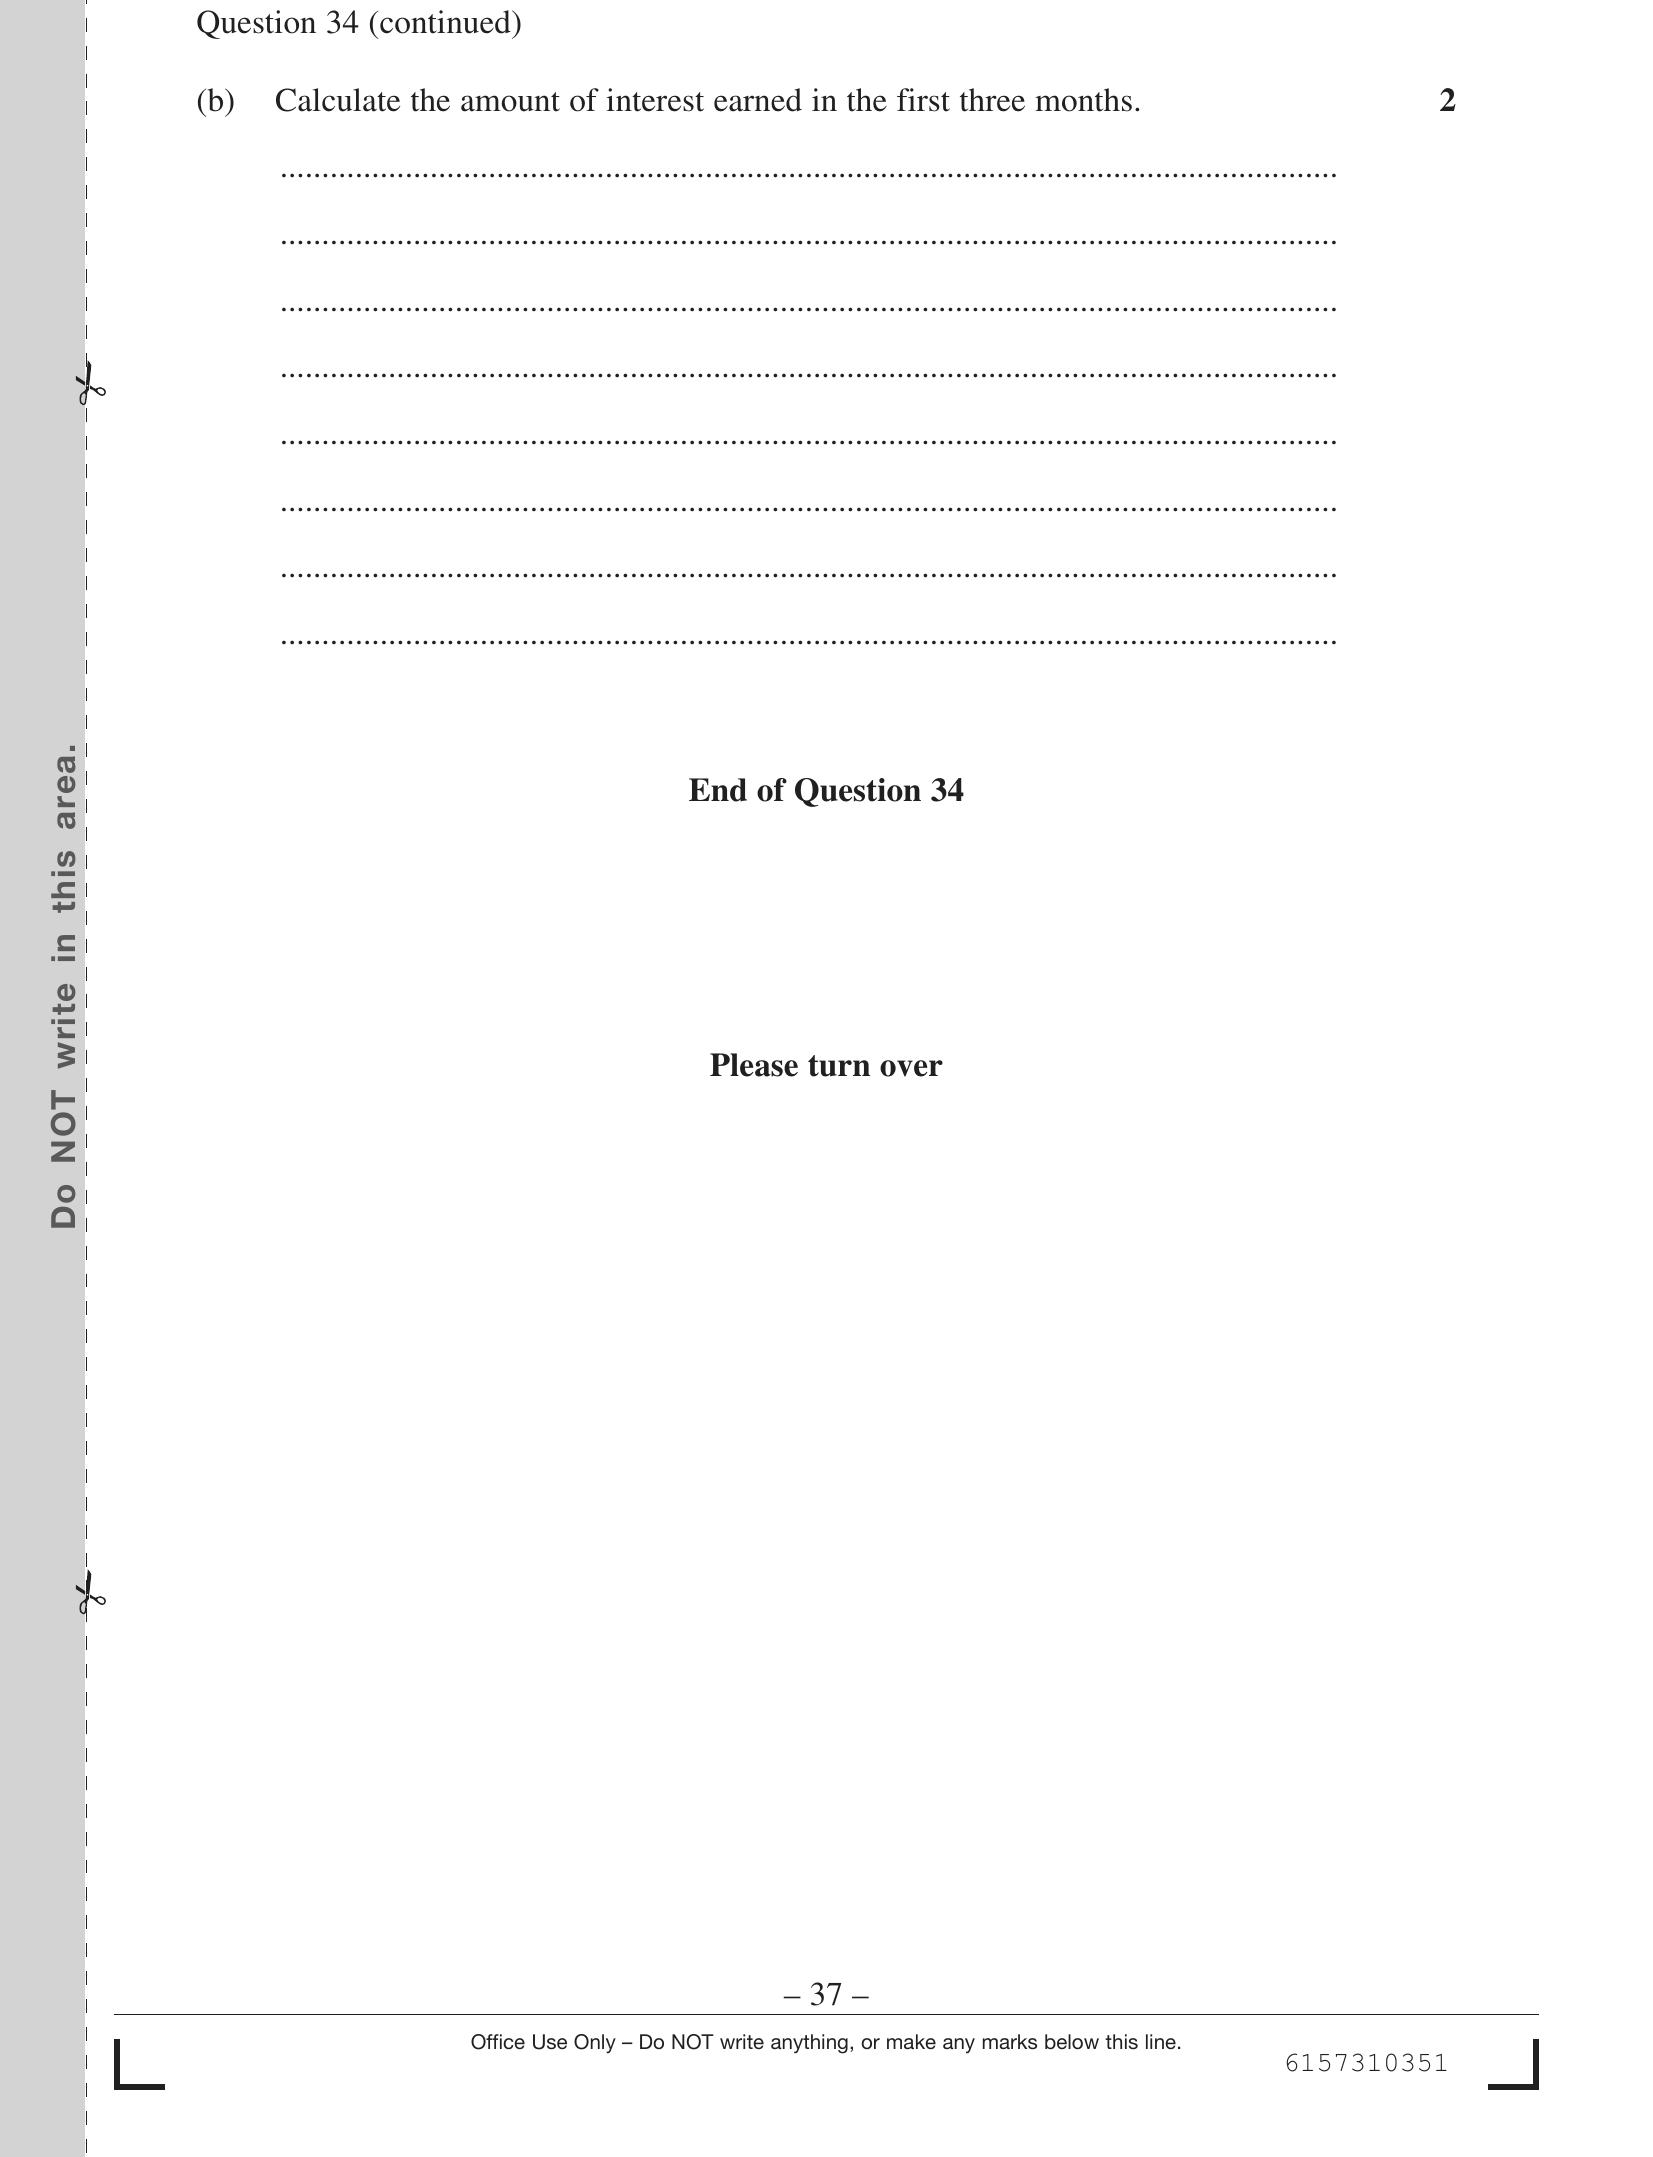 Question 34 (continued)
(b) Calculate the amount of interest earned in the first three months. 2
................................................................................
................................................................................
................................................................................
................................................................................
................................................................................
................................................................................
................................................................................
................................................................................
End of Question 34
Please turn over
Do NOT write in this area.
– 37 –
Office Use Only – Do NOT write anything, or make any marks below this line.
6157310351